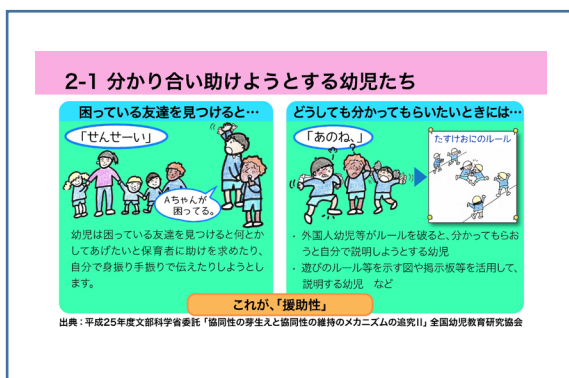 2-1 分かり合い助けようとする幼児たち
困っている友達を見つけると…
「せんせーい」
Aちゃんが
困ってる。
幼児は困っている友達を見つけると何とか
してあげたいと保育者に助けを求めたり、
自分で身振り手振りで伝えたりしようとし
ます。
どうしても分かってもらいたいときには…
「あのね、」
たすけおにのルール
・ 外国人幼児等がルールを破ると、分かってもらお
うと自分で説明しようとする幼児
・ 遊びのルール等を示す図や掲示板等を活用して、
説明する幼児 など
これが、「援助性」
出典：平成25年度文部科学省委託「協同性の芽生えと協同性の維持のメカニズムの追究Ⅱ」全国幼児教育研究協会